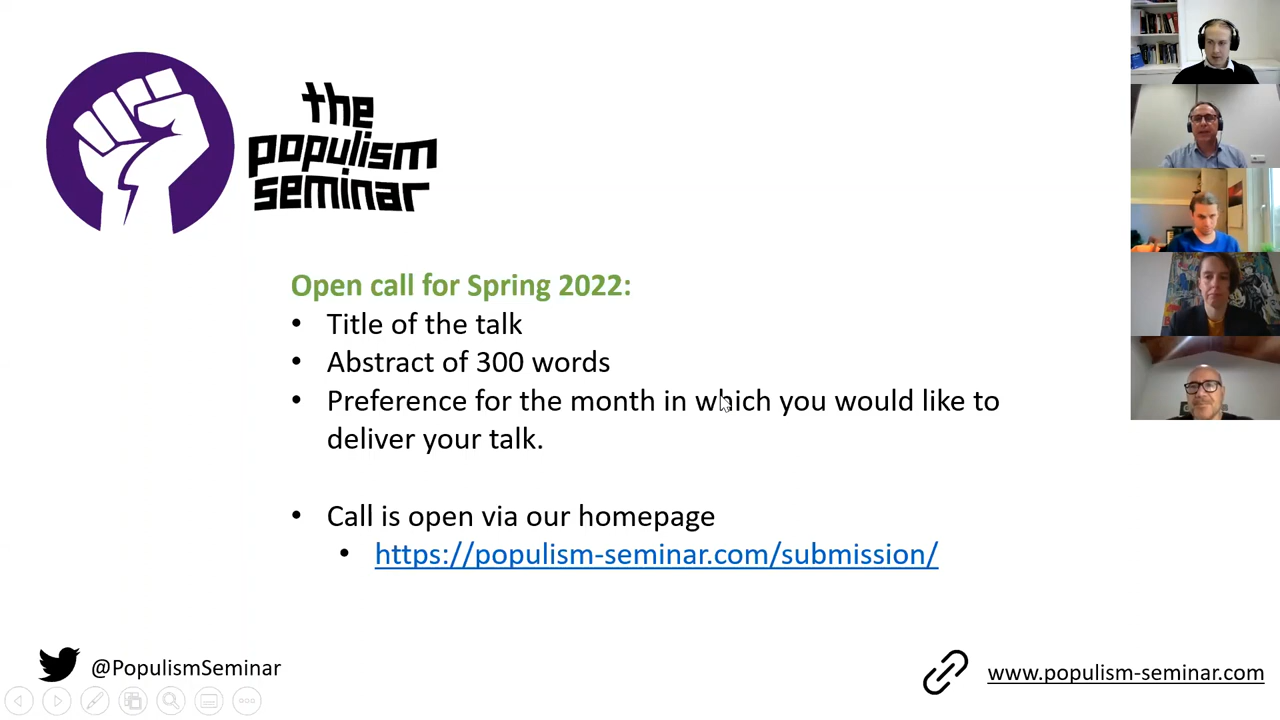 the
populism
seminar
Open call for Spring 2022:
• Title of the talk
• Abstract of 300 words
• Preference for the month in which you would like to
deliver your talk.
• Call is open via our homepage
• https://populism-seminar.com/submission/
@PopulismSeminar
www.populism-seminar.com